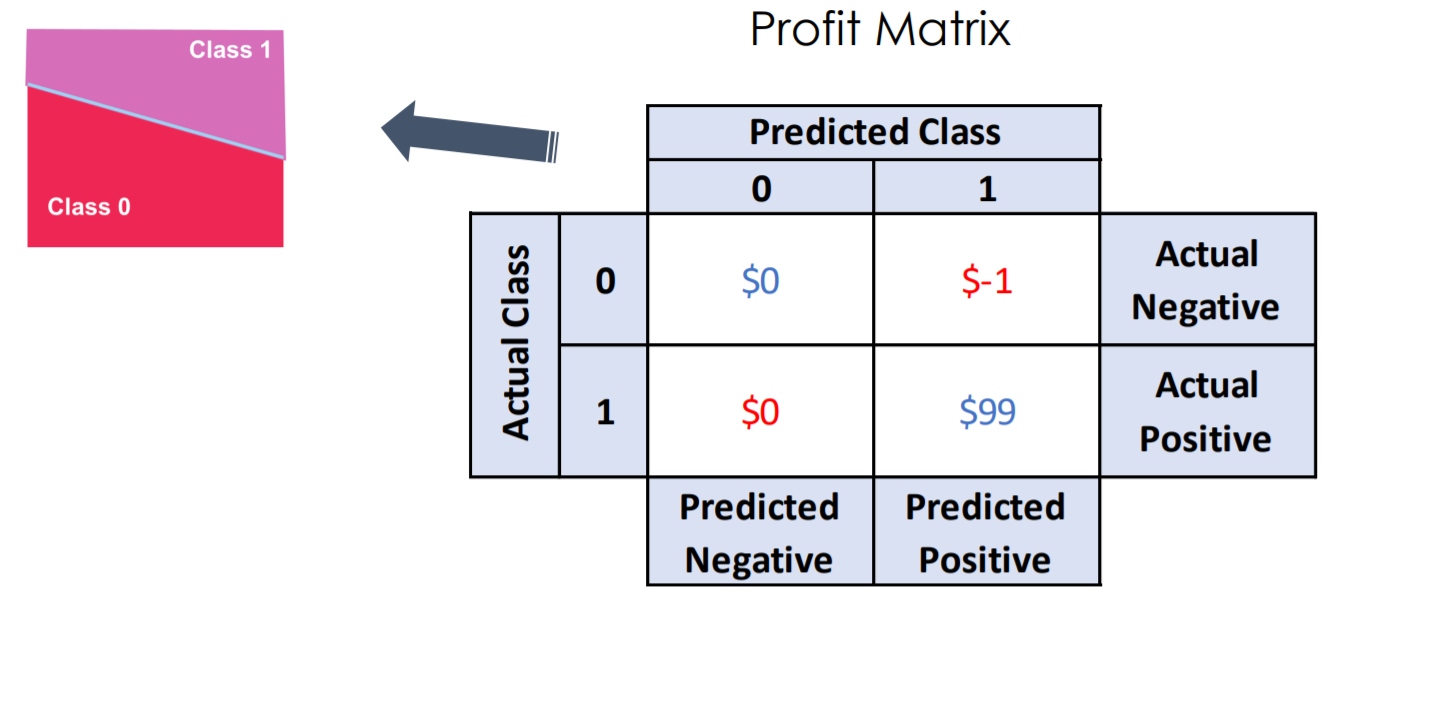 Profit Matrix
Class 1
Class 0
Predicted Class
0 1
Actual Class
0 $0 $-1 Actual
Negative
1 $0 $99 Actual
Positive
Predicted Predicted
Negative Positive